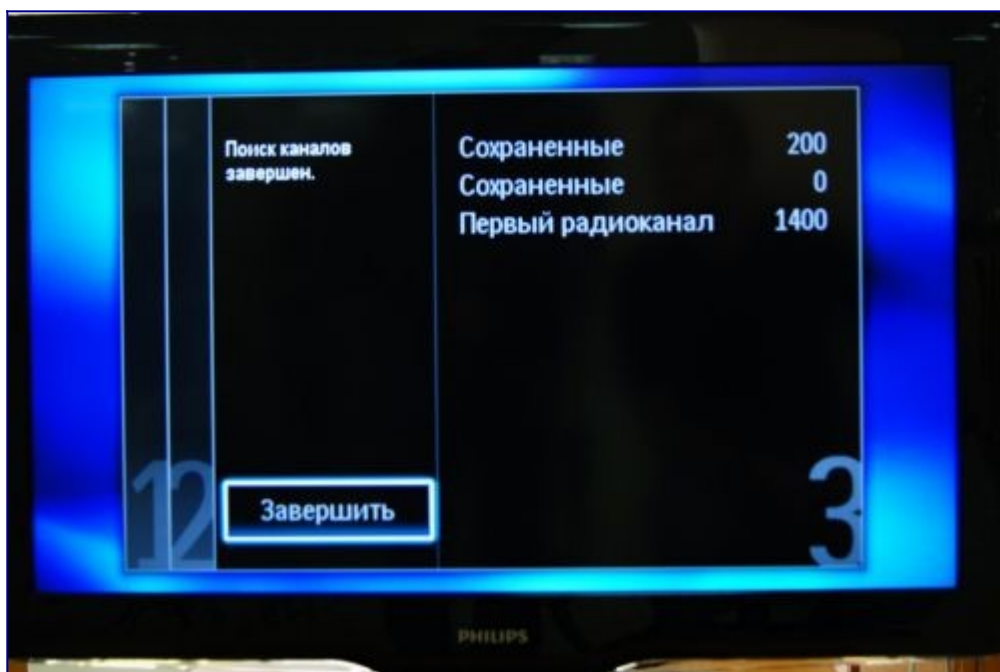 Поиск каналов
завершен.
Сохраненные 200
Сохраненные 0
Первый радиоканал 1400
12
Завершить
3
PHILIPS